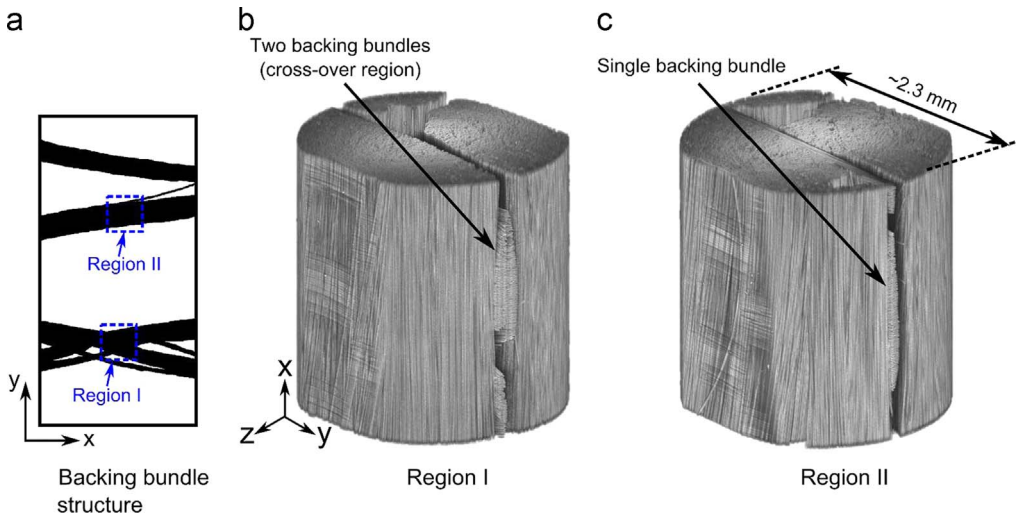 a
Region II
Region I
y
x
Backing bundle
structure
b
Two backing bundles
(cross-over region)
x
z
y
Region I
c
Single backing bundle
~2.3 mm
Region II